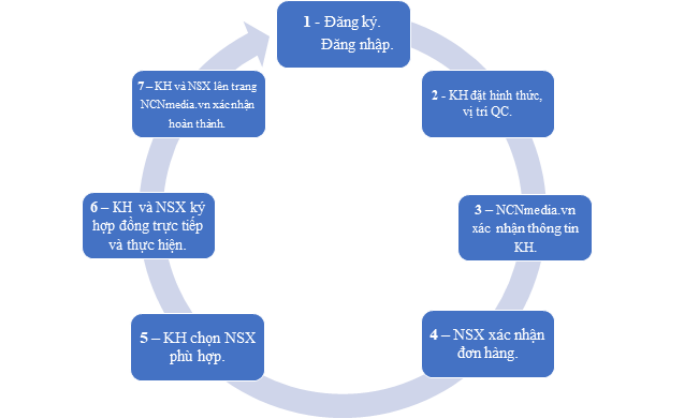 1 - Đăng ký.
Đăng nhập.
2 - KH đặt hình thức,
vị trí QC.
3 – NCNmedia.vn
xác nhận thông tin
KH.
4 – NSX xác nhận
đơn hàng.
5 – KH chọn NSX
phù hợp.
6 – KH và NSX ký
hợp đồng trực tiếp
và thực hiện.
7 – KH và NSX lên trang
NCNmedia.vn xác nhận
hoàn thành.